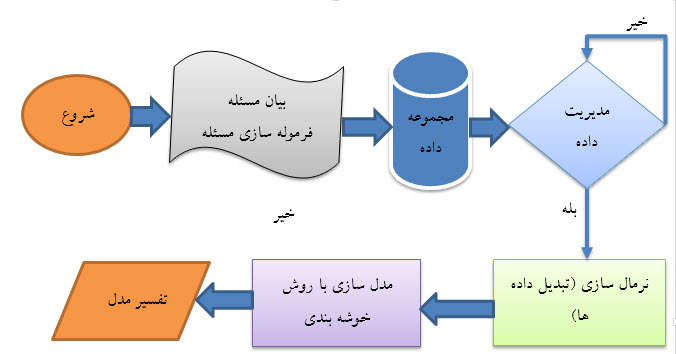 خیر
شروع
بیان مسئله
فرموله سازی مسئله
مجموعه
داده
مدیریت
داده
بله
خیر
نرمال سازی (تبدیل داده
ها)
مدل سازی با روش
خوشه بندی
تفسیر مدل